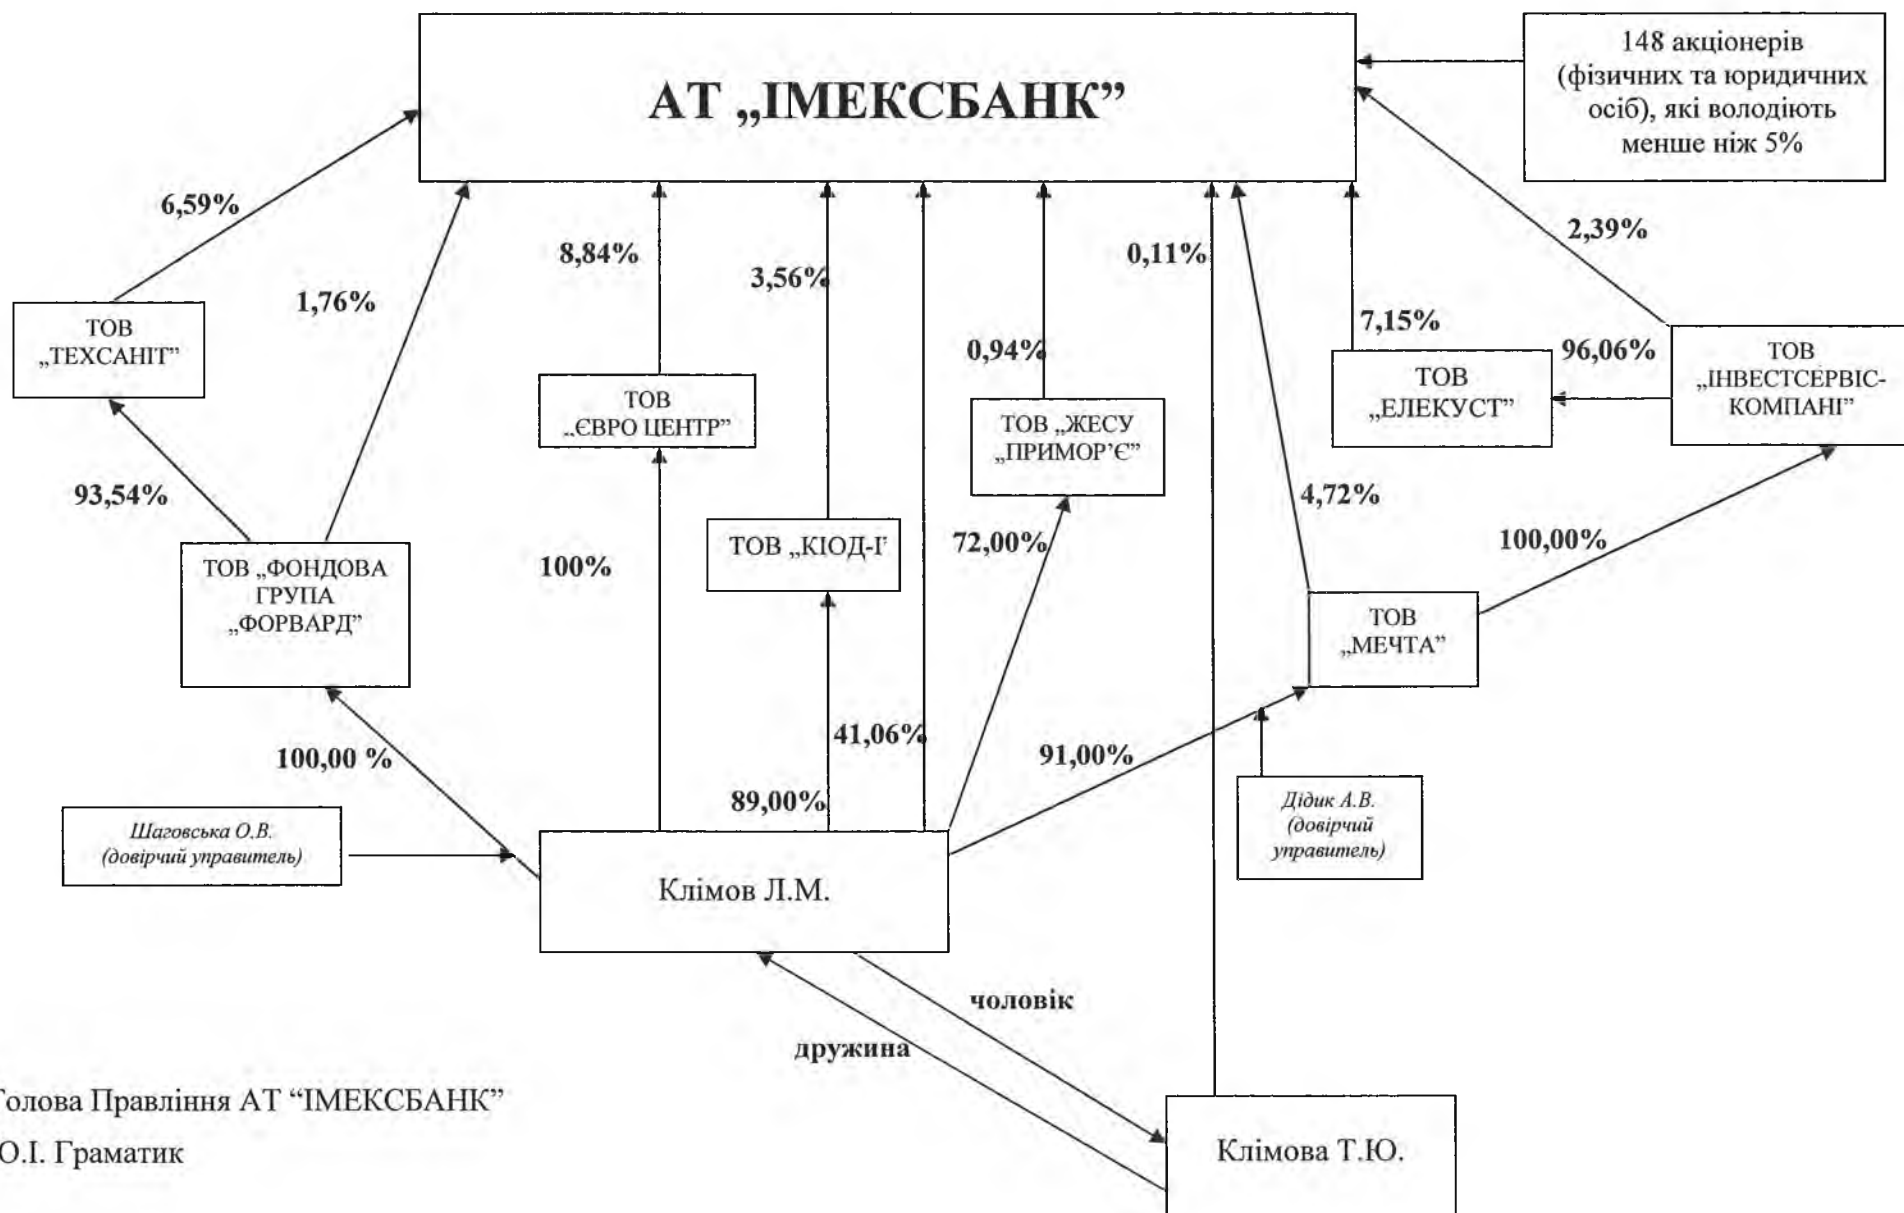 АТ „ІМЕКСБАНК”
148 акціонерів
(фізичних та юридичних
осіб), які володіють
менше ніж 5%
6,59%
1,76%
8,84%
3,56%
0,94%
0,11%
7,15%
2,39%
96,06%
ТОВ
„ТЕХСАНІТ”
ТОВ
„ЄВРО ЦЕНТР”
ТОВ „ЖЕСУ
„ПРИМОР’Є”
ТОВ
„ЕЛЕКУСТ”
ТОВ
„ІНВЕСТСЕРВІС-
КОМПАНІ”
93,54%
4,72%
ТОВ „ФОНДОВА
ГРУПА
„ФОРВАРД”
100%
ТОВ „КІОД-І”
72,00%
100,00%
ТОВ
„МЕЧТА”
100,00 %
41,06%
91,00%
89,00%
Шаговська О.В.
(довірчий управитель)
Дідик А.В.
(довірчий
управитель)
Клімов Л.М.
чоловік
дружина
Голова Правління АТ “ІМЕКСБАНК”
Ю.І. Граматик
Клімова Т.Ю.